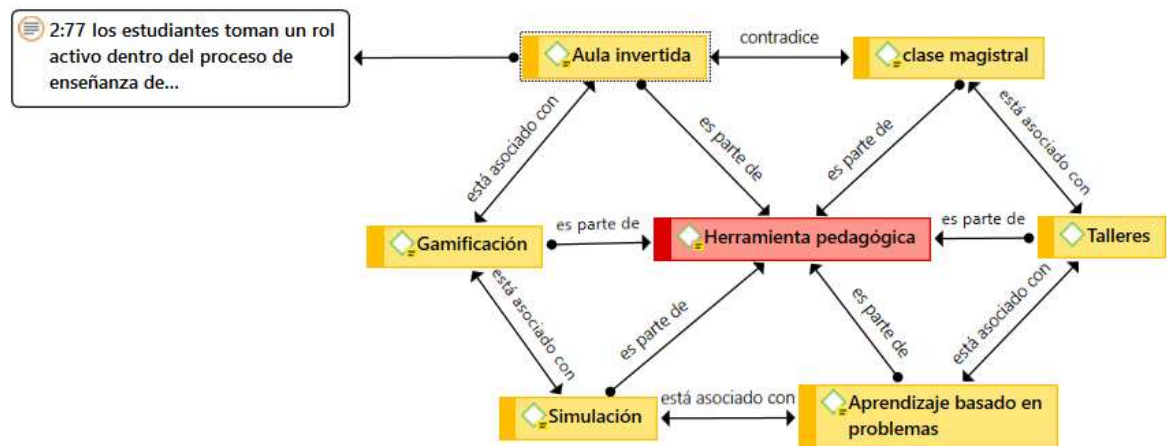 2:77 los estudiantes toman un rol
activo dentro del proceso de
enseñanza de...
Aula invertida
contradice
clase magistral
está asociado con
es parte de
es parte de
está asociado con
Gamificación
es parte de
Herramienta pedagógica
es parte de
Talleres
está asociado con
es parte de
es parte de
está asociado con
Simulación
está asociado con
Aprendizaje basado en
problemas